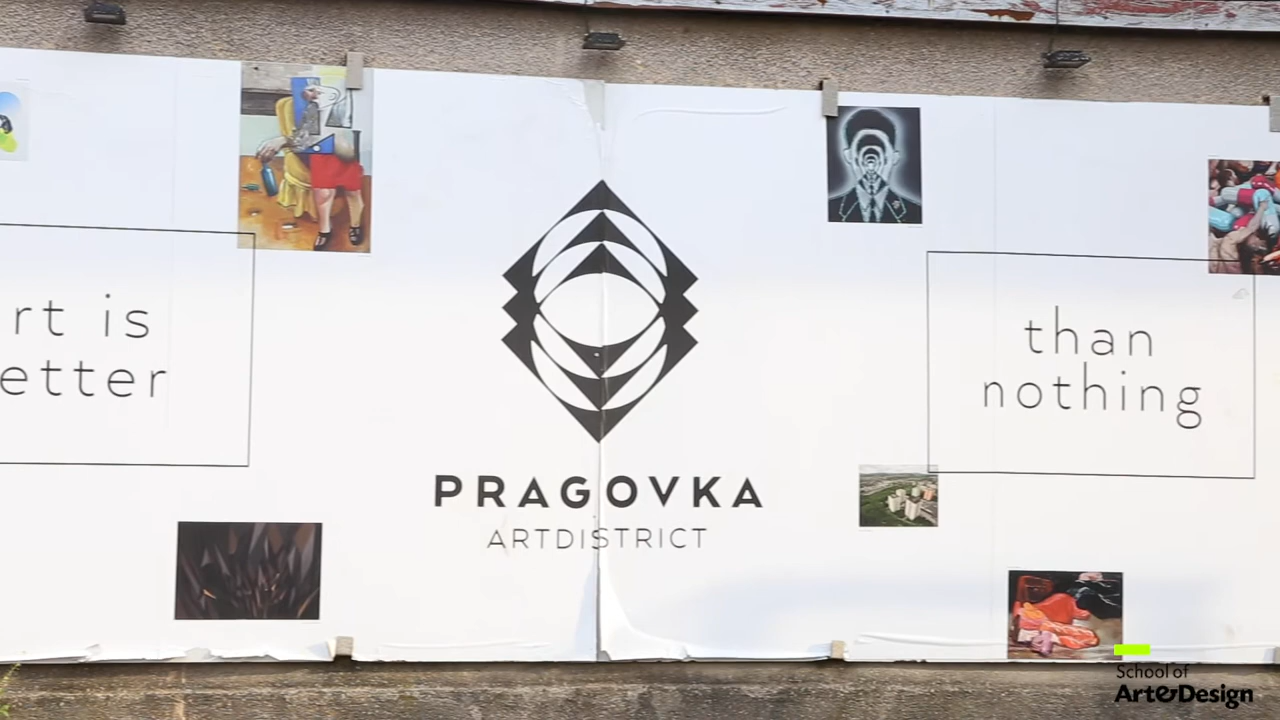 rt is
etter
PRAGOVKA
ARTDISTRICT
than
nothing
School of
Art&Design